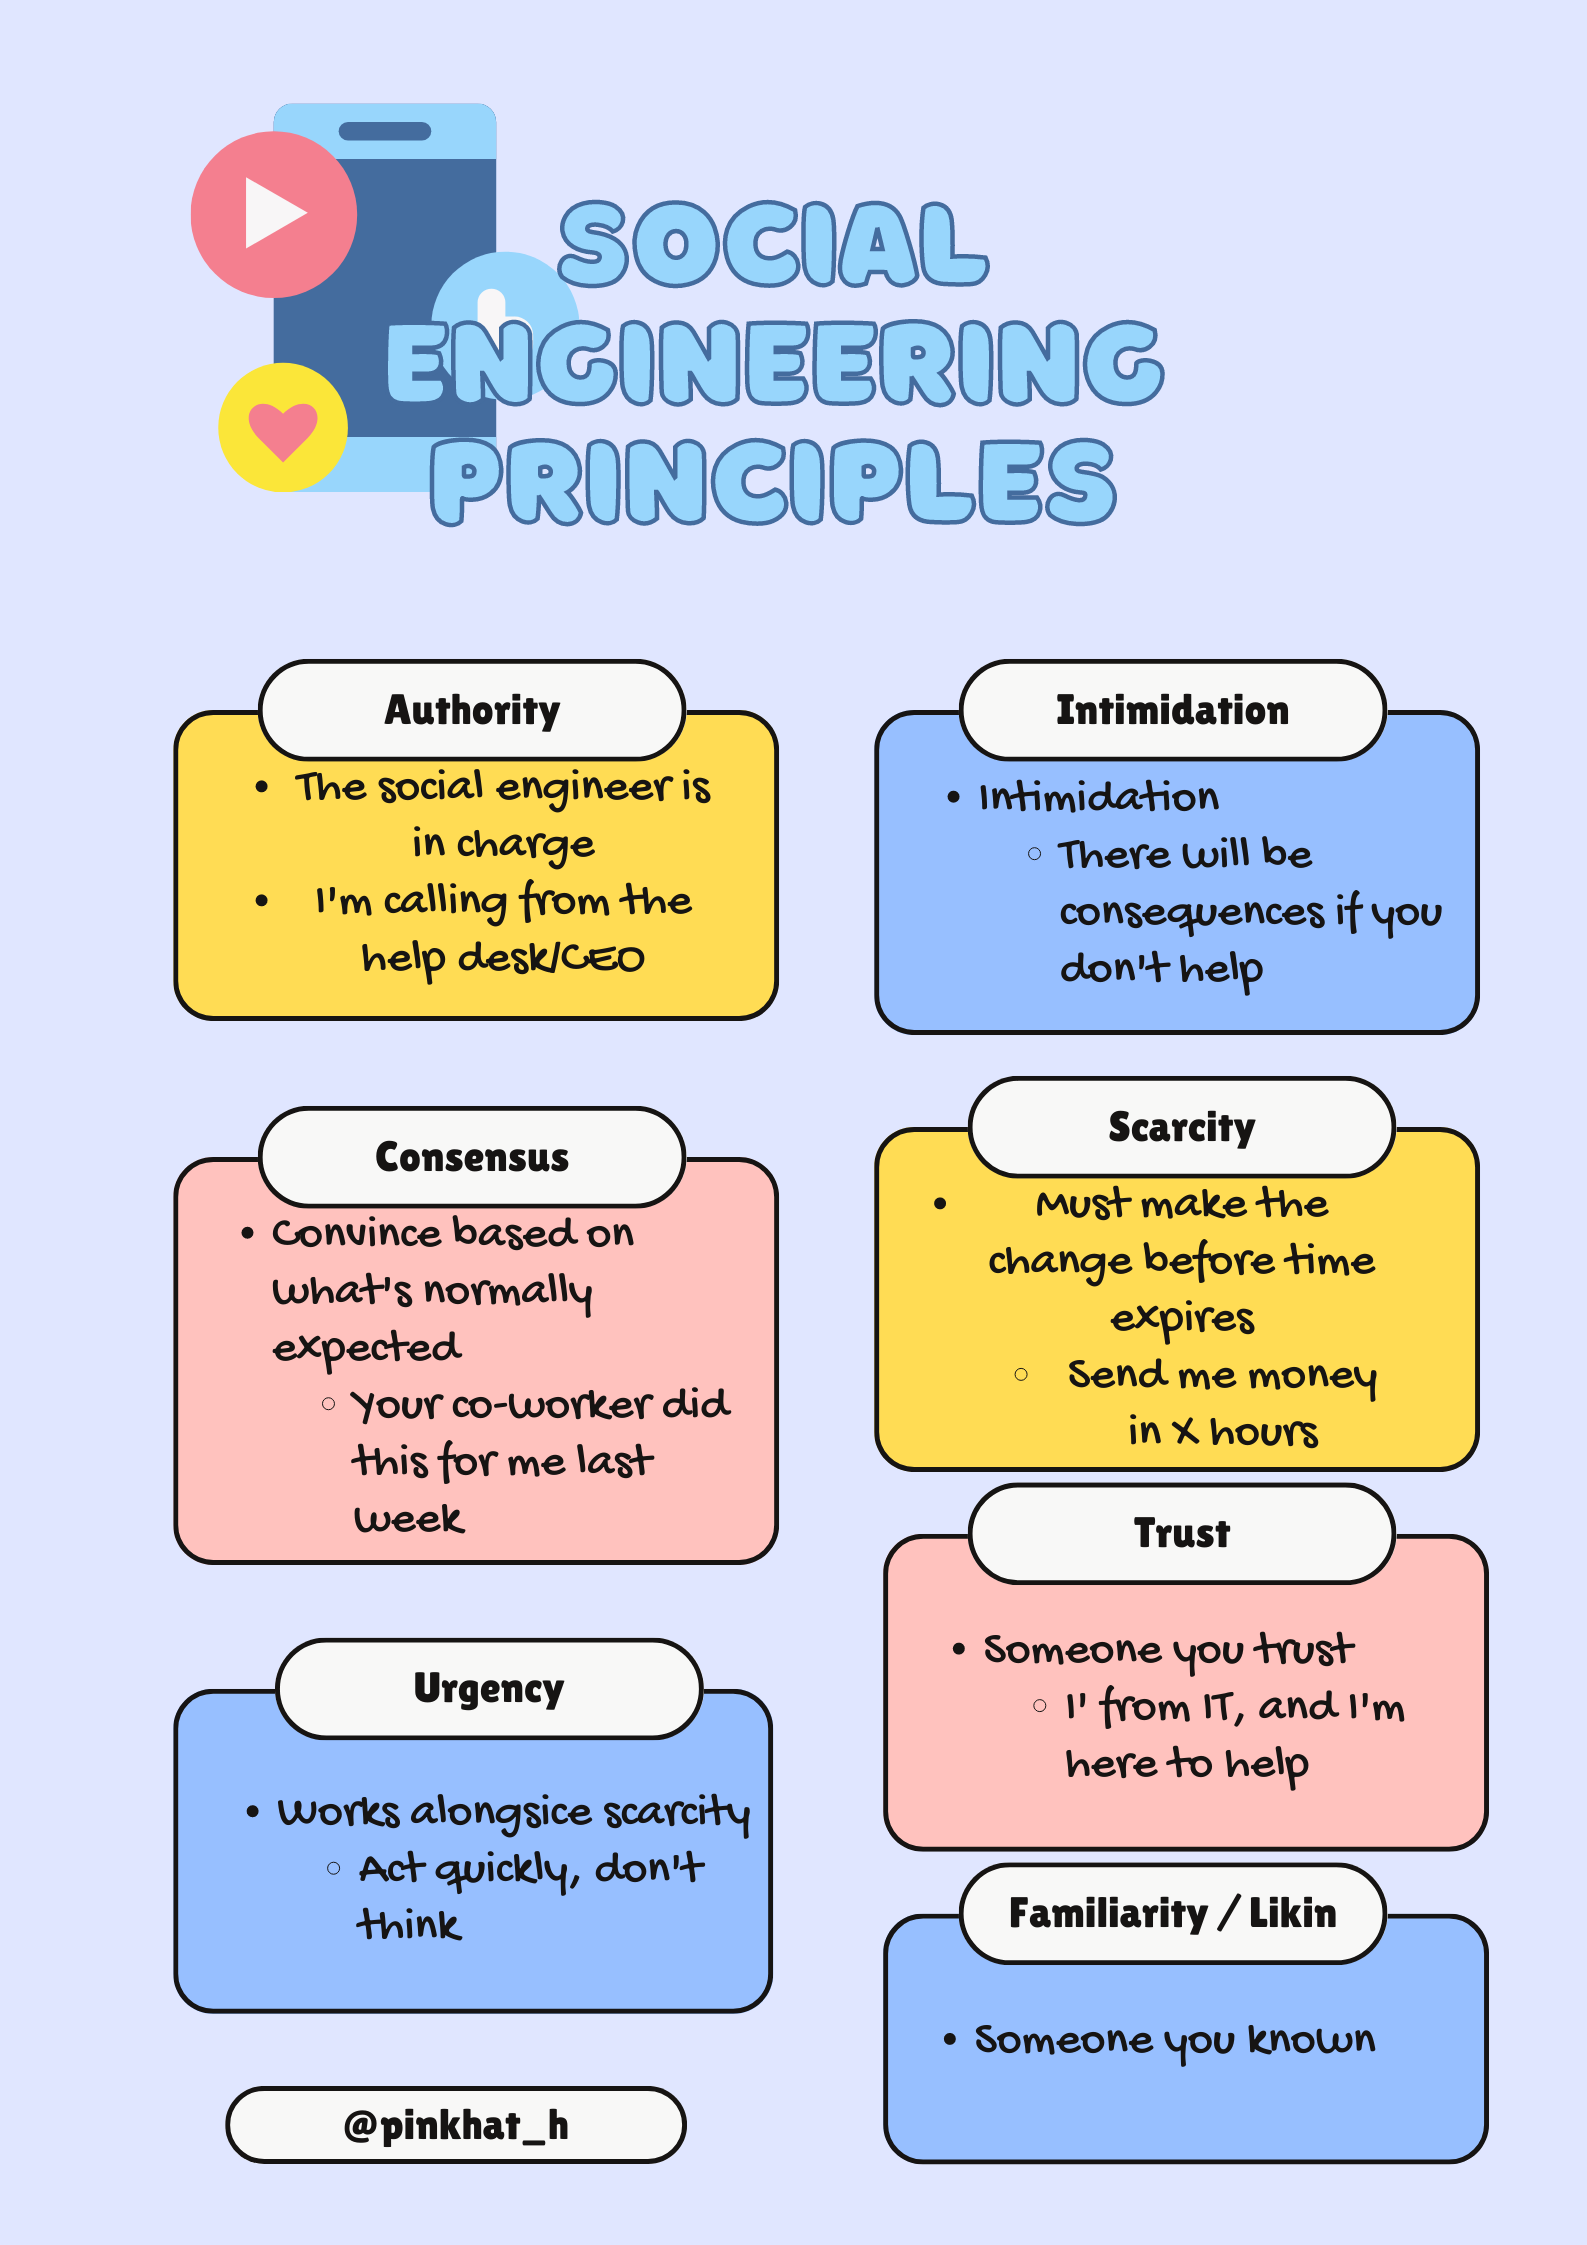 SOCIAL
ENGINEERING
PRINCIPLES
Authority
• The social engineer is
in charge
• I'm calling from the
help desk/CEO
Intimidation
• Intimidation
○ There will be
consequences if you
don't help
Consensus
• Convince based on
what's normally
expected
○ Your co-worker did
this for me last
week
Scarcity
• Must make the
change before time
expires
○ Send me money
in X hours
Trust
• Someone you trust
○ I' from IT, and I'm
here to help
Urgency
• Works alongsice scarcity
○ Act quickly, don't
think
Familiarity / Likin
• Someone you known
@pinkhat_h